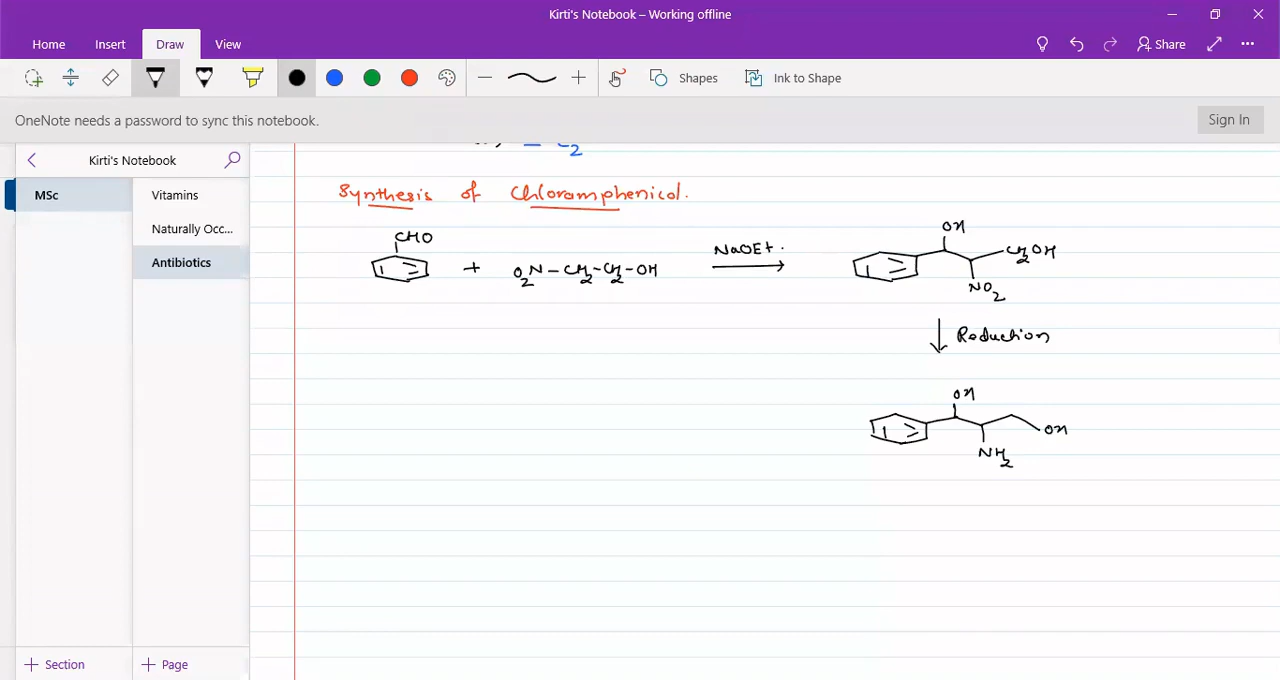 Kirti's Notebook – Working offline
Home Insert Draw View Share
Shapes Ink to Shape
OneNote needs a password to sync this notebook. Sign In
Kirti's Notebook
MSc
Vitamins
Naturally Occ...
Antibiotics
Synthesis of Chloramphenicol.
CHO + O2N–CH2–CH2–OH NaOEt. OH CH2OH NO2
Reduction
OH OH NH2
Section Page